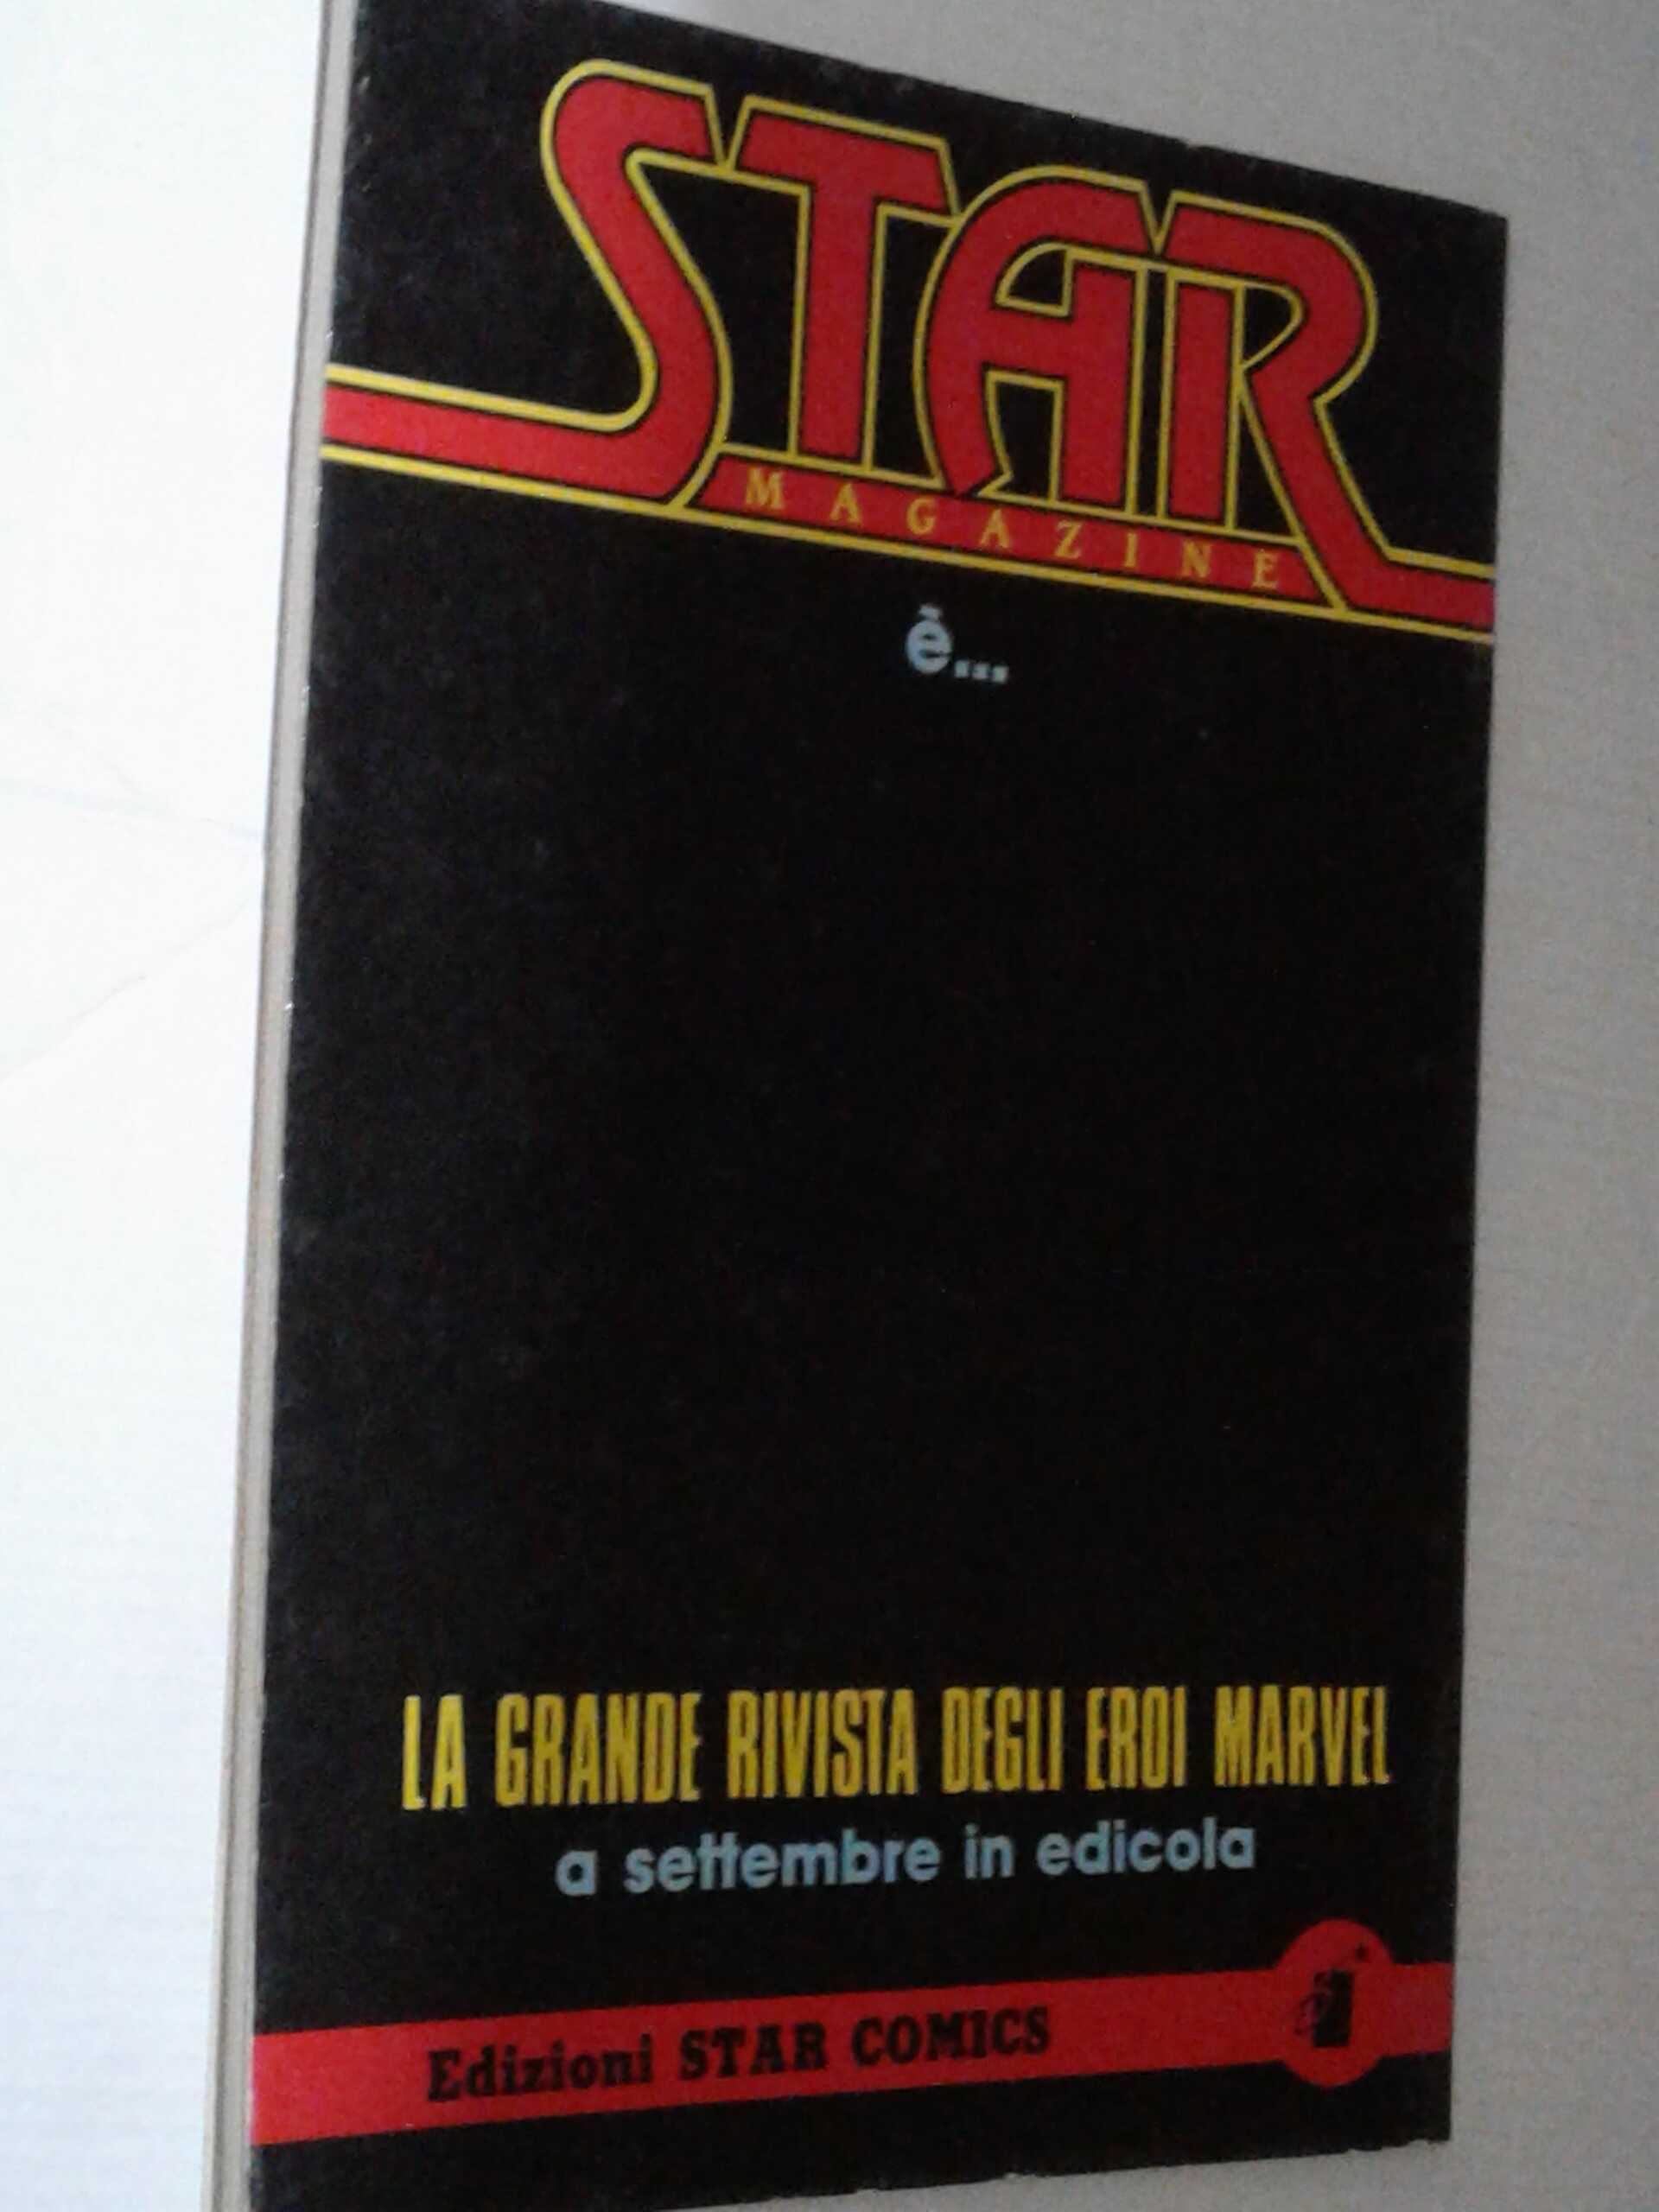 STAR
MAGAZINE
è...
LA GRANDE RIVISTA DEGLI EROI MARVEL
a settembre in edicola
Edizioni STAR COMICS